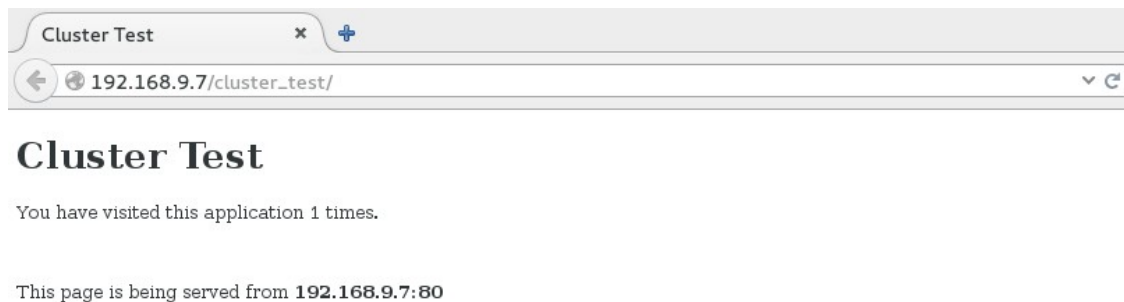 Cluster Test
192.168.9.7/cluster_test/
Cluster Test
You have visited this application 1 times.
This page is being served from 192.168.9.7:80